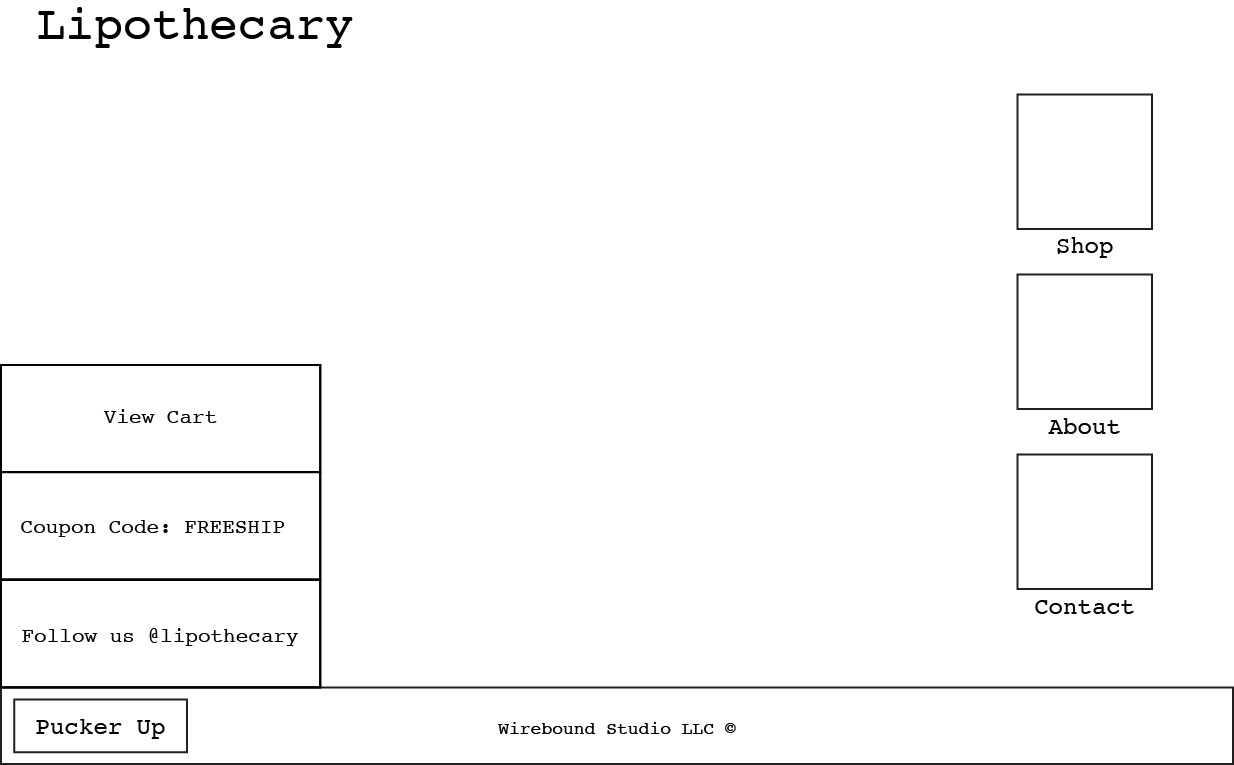 Lipothecary
Shop
About
Contact
View Cart
Coupon Code: FREESHIP
Follow us @lipothecary
Pucker Up
Wirebound Studio LLC ©